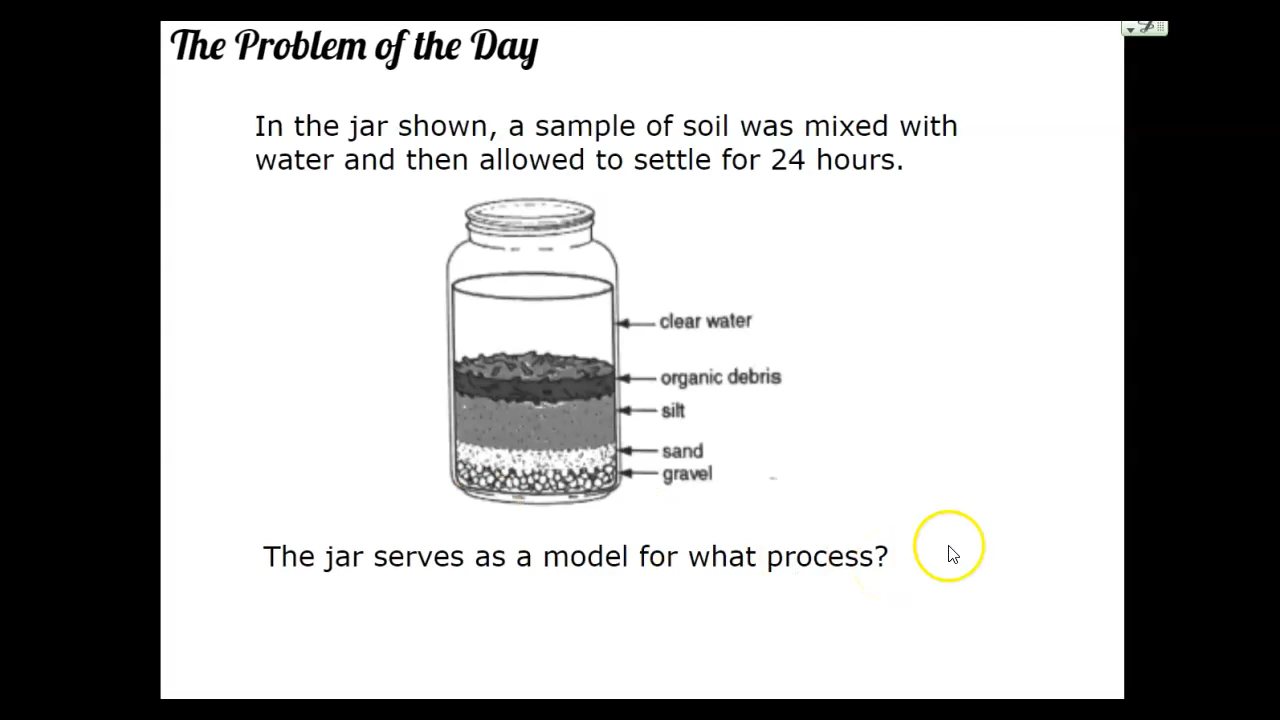 The Problem of the Day
In the jar shown, a sample of soil was mixed with
water and then allowed to settle for 24 hours.
clear water
organic debris
silt
sand
gravel
The jar serves as a model for what process?